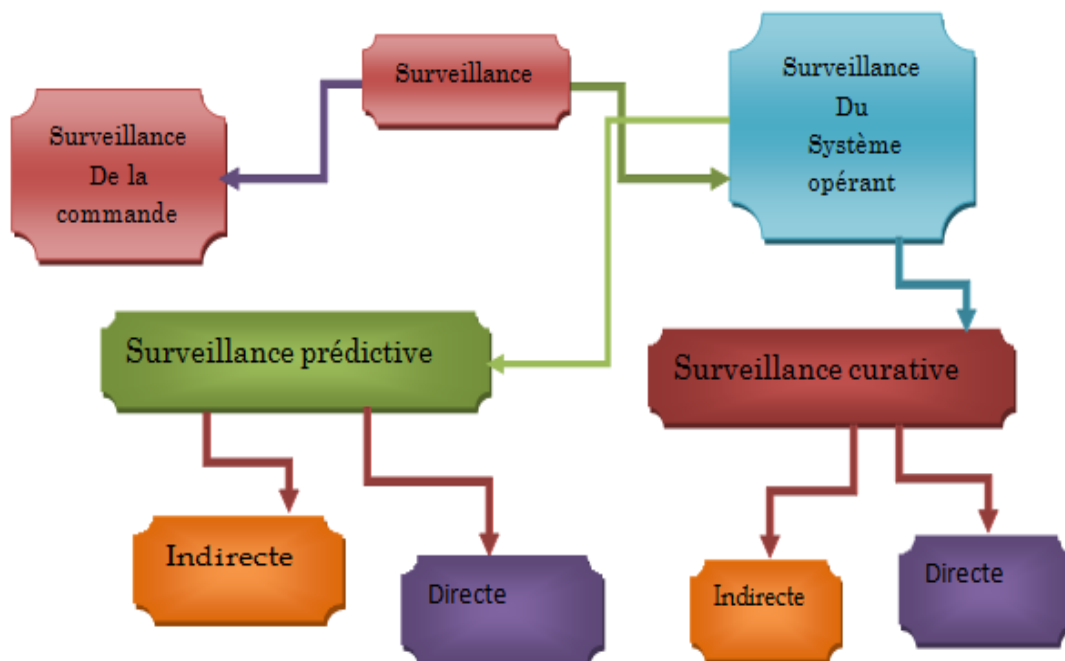 Surveillance
Surveillance
De la
commande
Surveillance
Du
Système
opérant
Surveillance prédictive
Surveillance curative
Indirecte
Directe
Indirecte
Directe